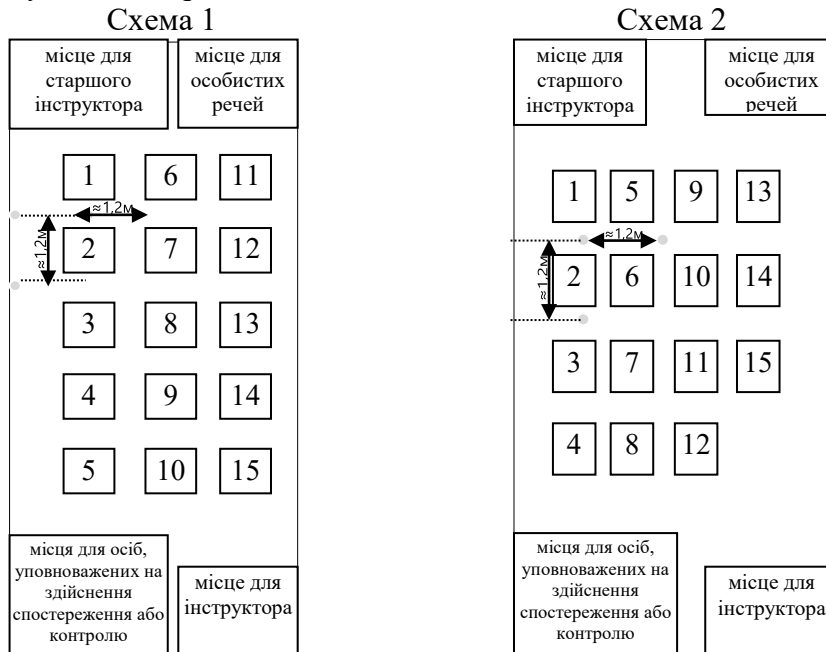 Схема 1
місце для
старшого
інструктора
місце для
особистих
речей
1 6 11
≈1,2м
≈1,2м
2 7 12
3 8 13
4 9 14
5 10 15
місця для осіб,
уповноважених на
здійснення
спостереження або
контролю
місце для
інструктора
Схема 2
місце для
старшого
інструктора
місце для
особистих
речей
1 5 9 13
≈1,2м
≈1,2м
2 6 10 14
3 7 11 15
4 8 12
місця для осіб,
уповноважених на
здійснення
спостереження або
контролю
місце для
інструктора